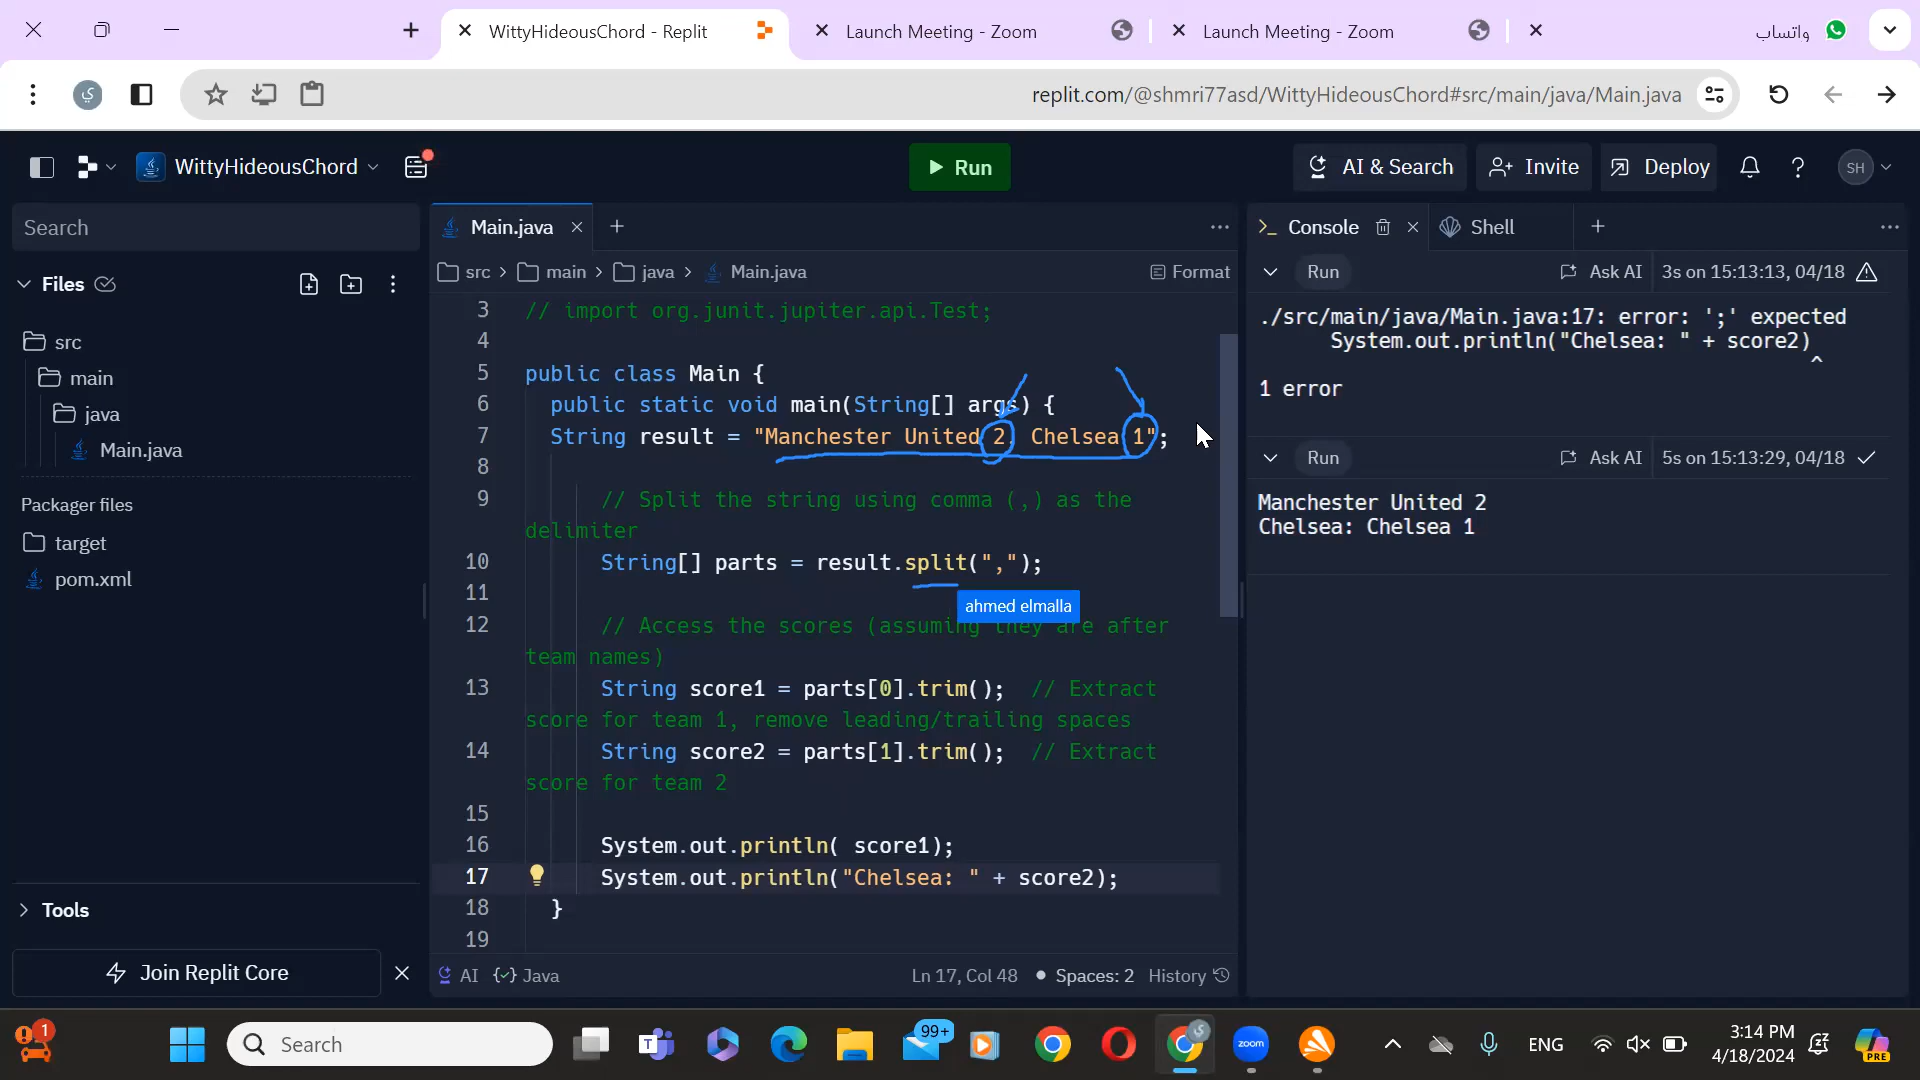 WittyHideousChord - Replit
Launch Meeting - Zoom
Launch Meeting - Zoom
واتساب
ي
replit.com/@shmri77asd/WittyHideousChord#src/main/java/Main.java
WittyHideousChord
Run
AI & Search
Invite
Deploy
SH
Search
Files
src
main
java
Main.java
Packager files
target
pom.xml
Tools
Join Replit Core
Main.java
src > main > java > Main.java
Format
3 // import org.junit.jupiter.api.Test;
4
5 public class Main {
6 public static void main(String[] args) {
7 String result = "Manchester United 2, Chelsea 1";
8
9 // Split the string using comma (,) as the
delimiter
10 String[] parts = result.split(",");
11
ahmed elmalla
12 // Access the scores (assuming they are after
team names)
13 String score1 = parts[0].trim(); // Extract
score for team 1, remove leading/trailing spaces
14 String score2 = parts[1].trim(); // Extract
score for team 2
15
16 System.out.println( score1);
17 System.out.println("Chelsea: " + score2);
18 }
19
AI
Java
Ln 17, Col 48
Spaces: 2
History
Console
Shell
Run
Ask AI
3s on 15:13:13, 04/18
./src/main/java/Main.java:17: error: ';' expected
System.out.println("Chelsea: " + score2)
^
1 error
Run
Ask AI
5s on 15:13:29, 04/18
Manchester United 2
Chelsea: Chelsea 1
1
Search
99+
zoom
ي
ENG
3:14 PM
4/18/2024
PRE